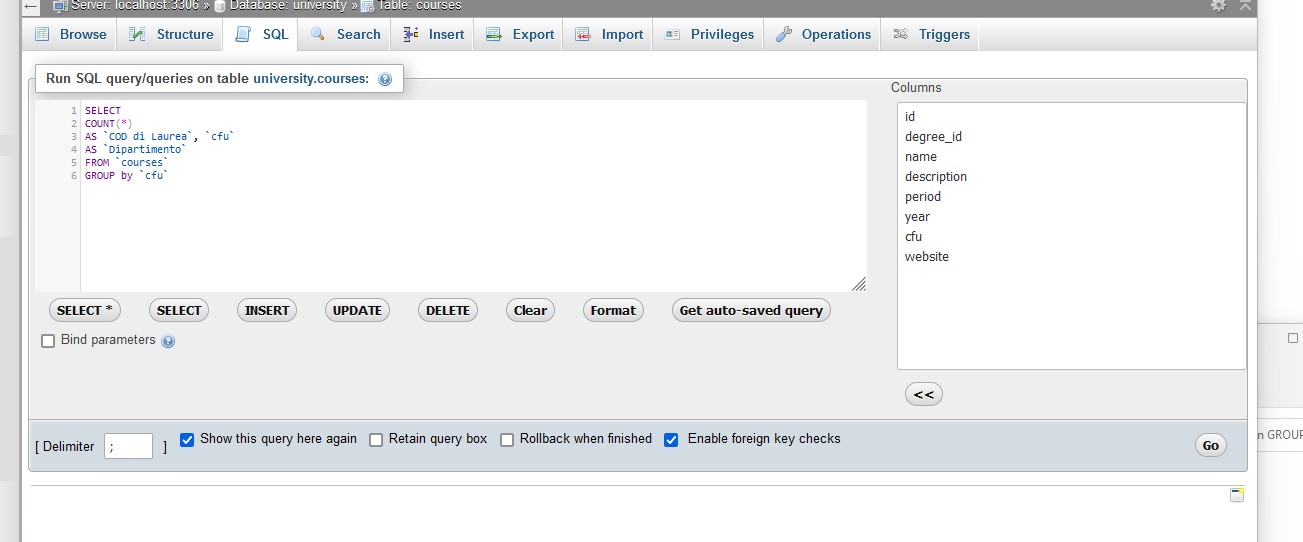 Server: localhost:3306 » Database: university » Table: courses
Browse Structure SQL Search Insert Export Import Privileges Operations Triggers
Run SQL query/queries on table university.courses:
Columns
1 SELECT
2 COUNT(*)
3 AS `COD di Laurea`, `cfu`
4 AS `Dipartimento`
5 FROM `courses`
6 GROUP by `cfu`
id
degree_id
name
description
period
year
cfu
website
SELECT * SELECT INSERT UPDATE DELETE Clear Format Get auto-saved query
Bind parameters
<<
[ Delimiter ; ] Show this query here again Retain query box Rollback when finished Enable foreign key checks Go
n GROUP